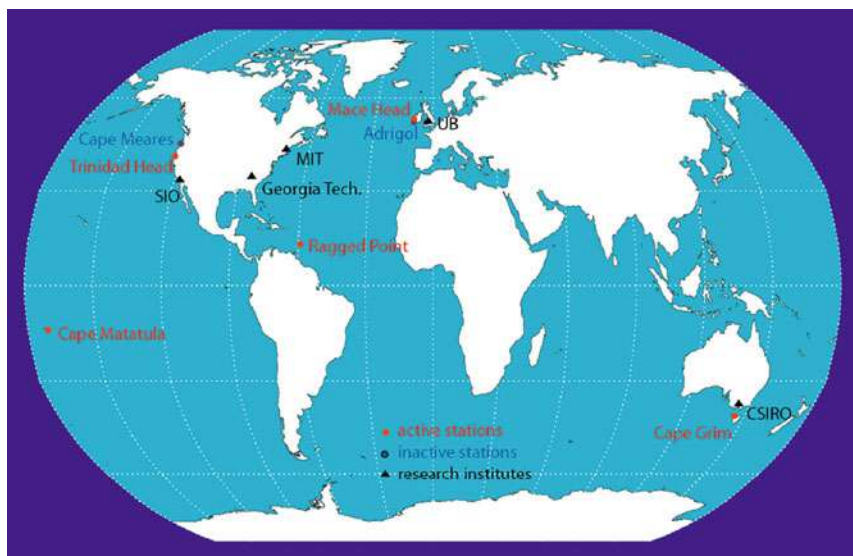 Mace Head
UB
Adrigol
Cape Meares
MIT
Trinidad Head
Georgia Tech.
SIO
Ragged Point
Cape Matatula
CSIRO
Cape Grim
active stations
inactive stations
research institutes